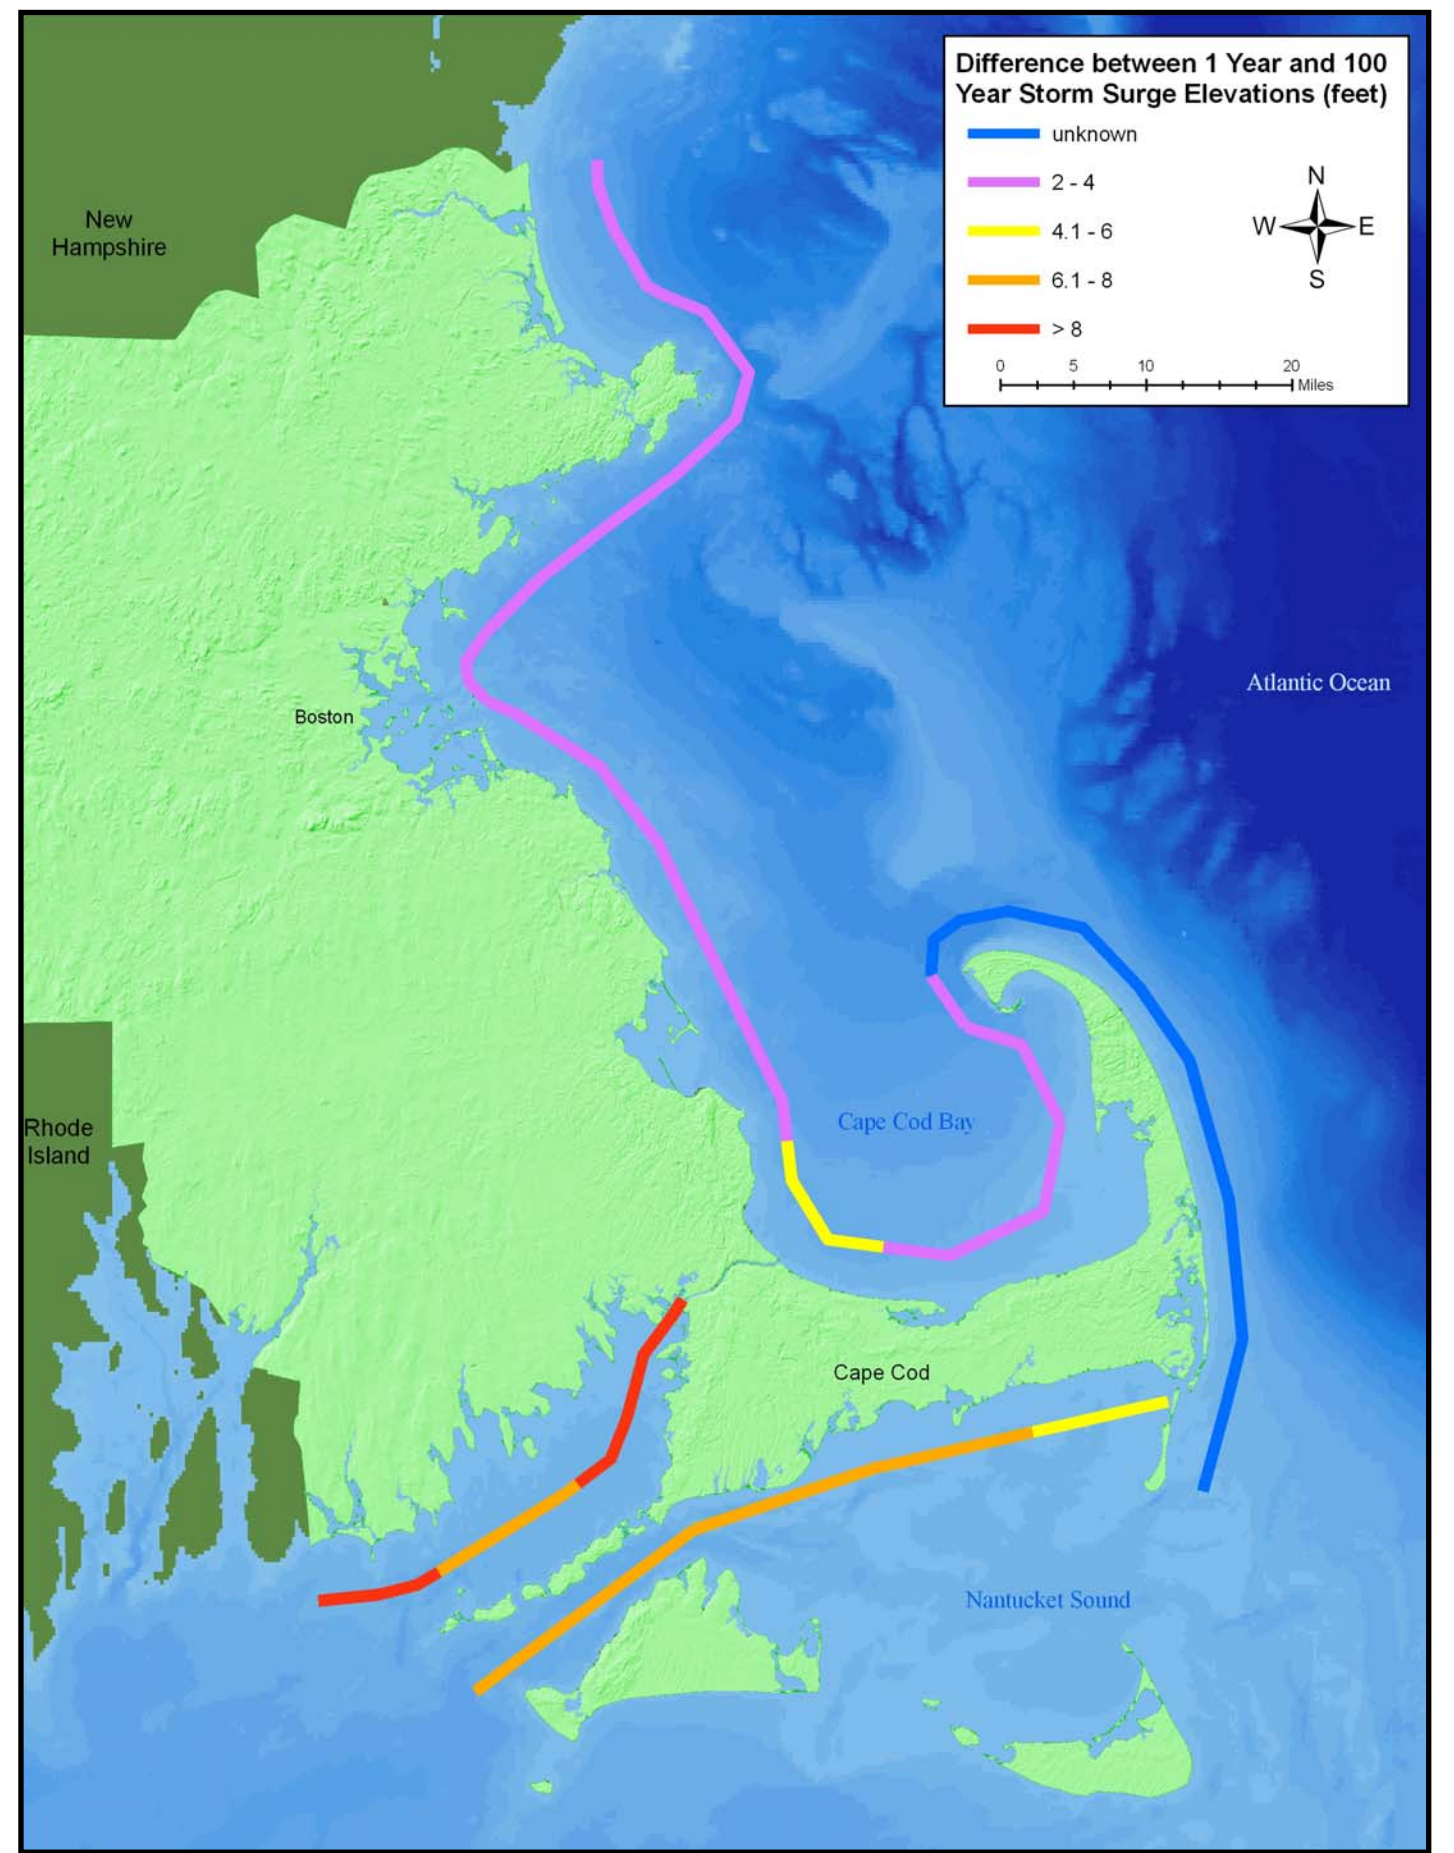 Difference between 1 Year and 100
Year Storm Surge Elevations (feet)
unknown
2 - 4
4.1 - 6
6.1 - 8
> 8
N
W
E
S
0
5
10
20
Miles
New
Hampshire
Atlantic Ocean
Boston
Cape Cod Bay
Rhode
Island
Cape Cod
Nantucket Sound